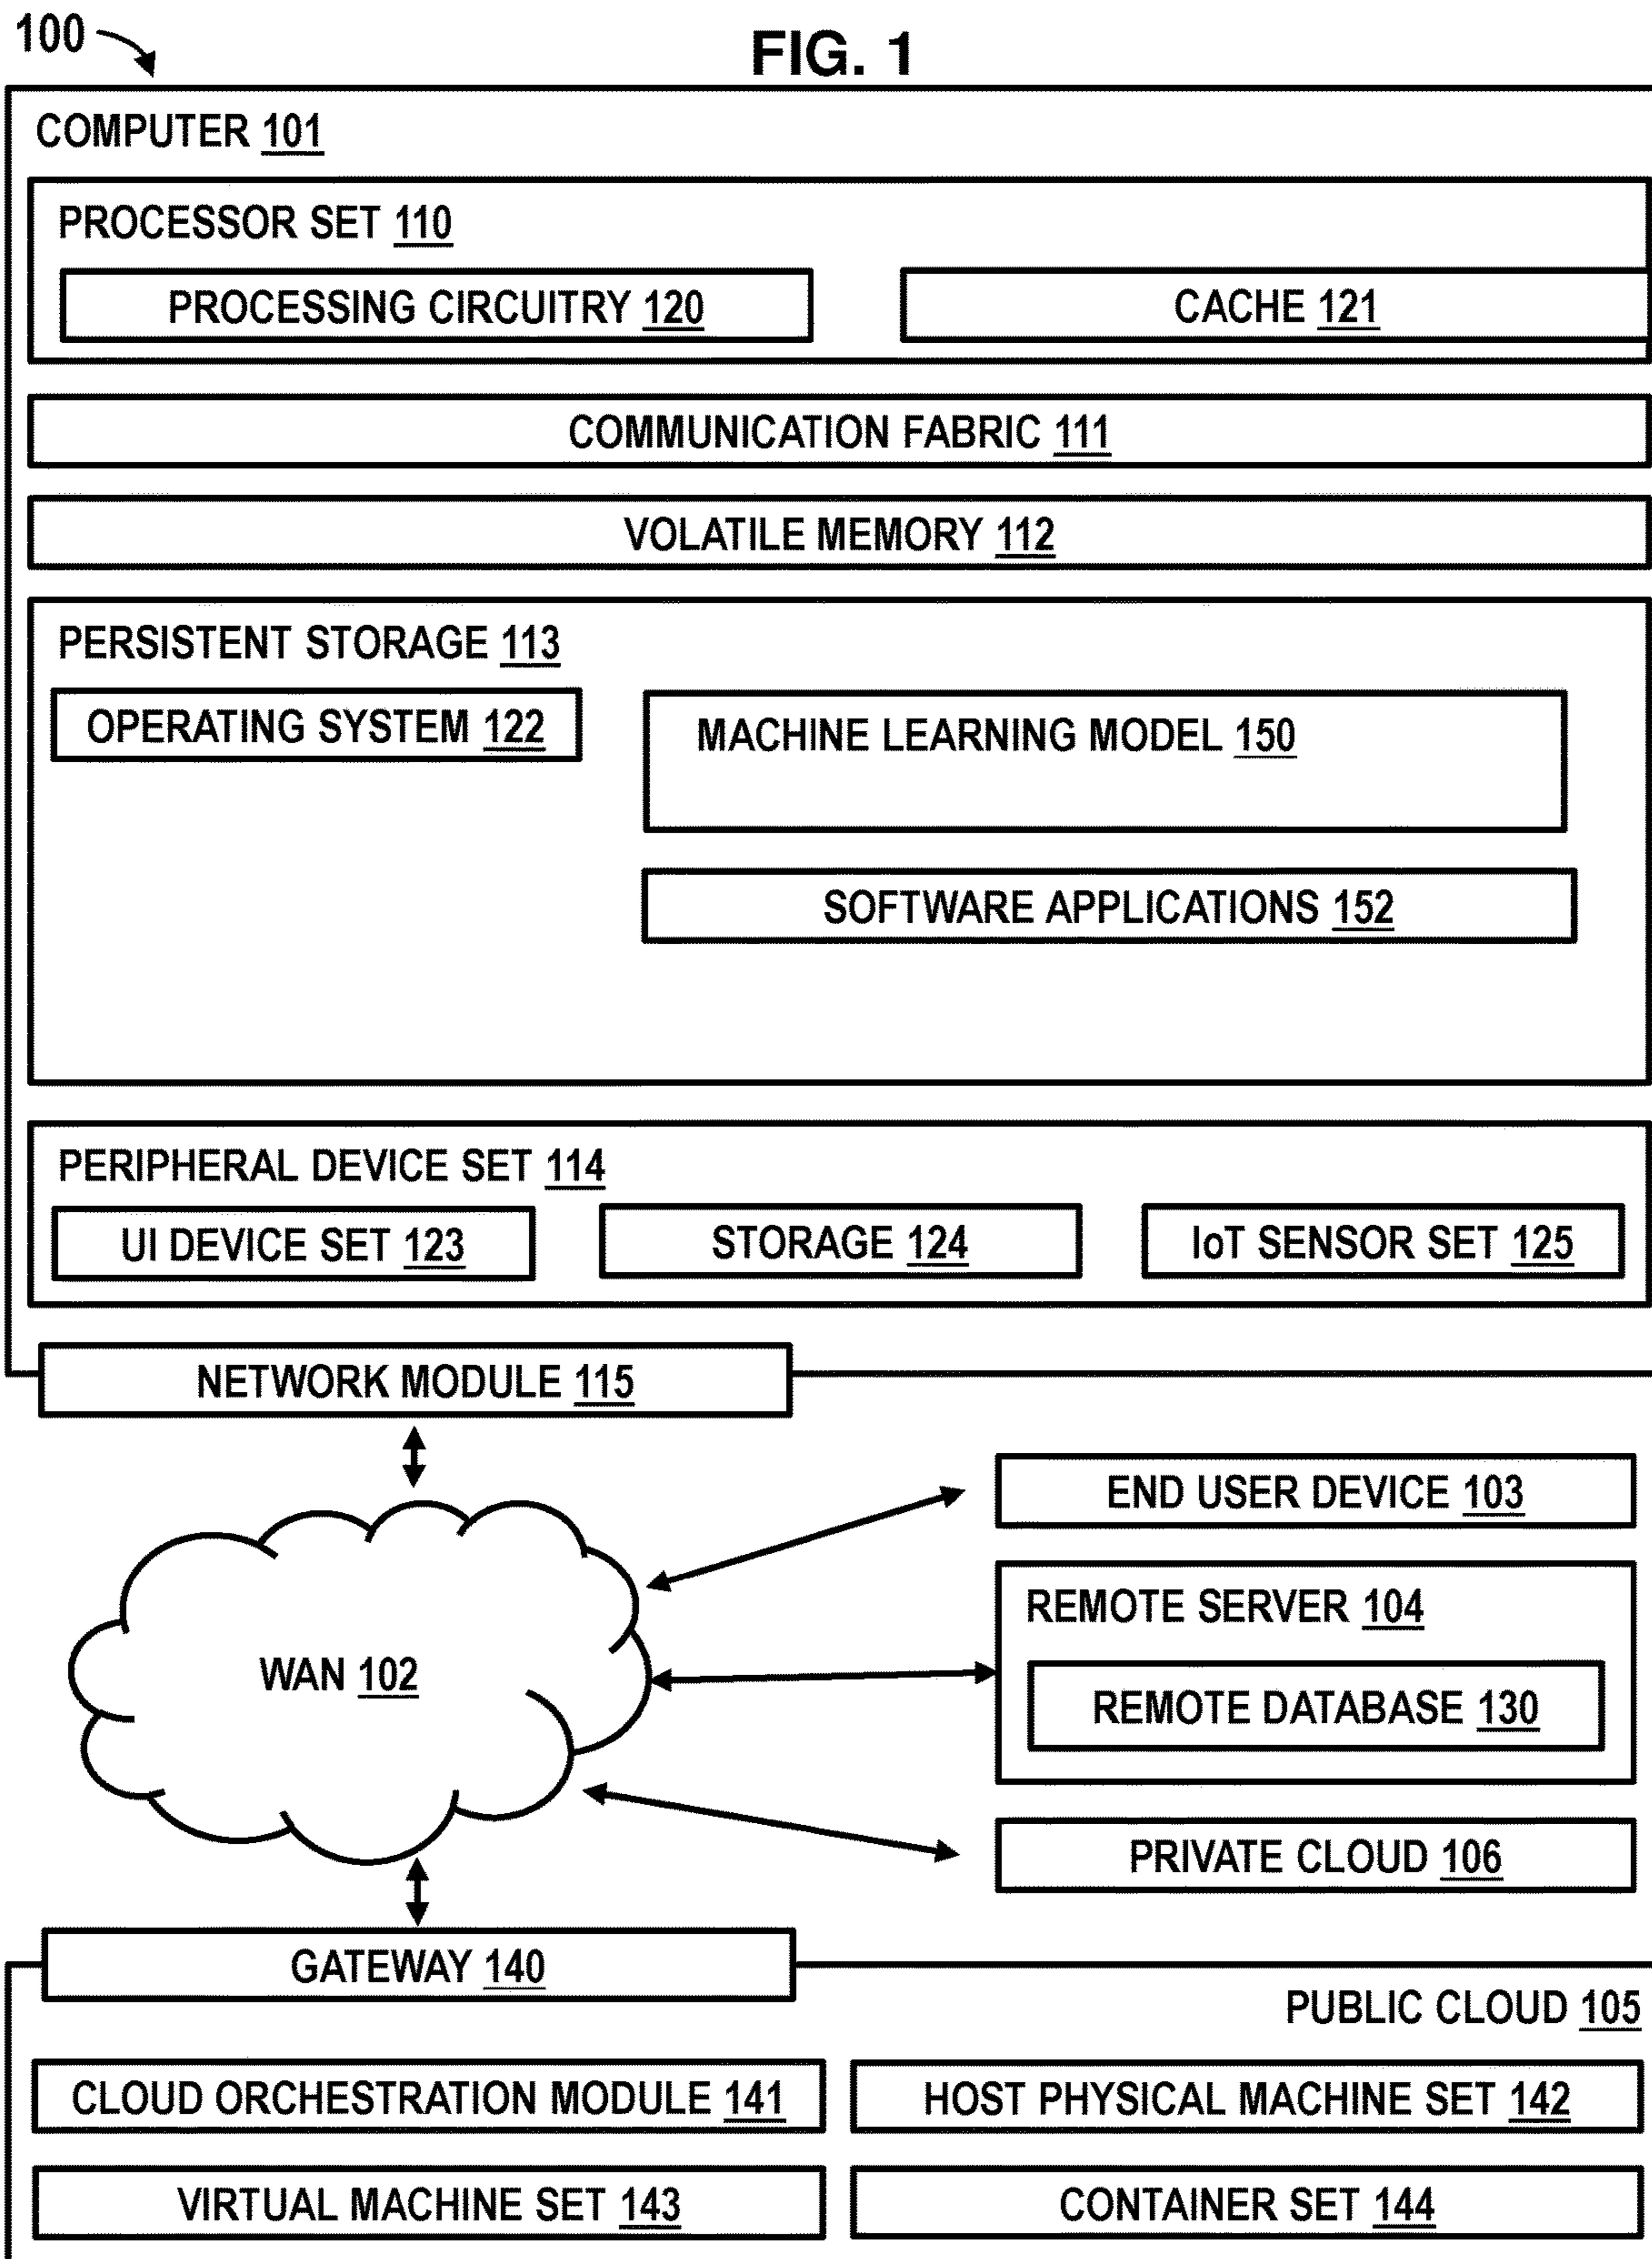 100
FIG. 1
COMPUTER 101
PROCESSOR SET 110
PROCESSING CIRCUITRY 120
CACHE 121
COMMUNICATION FABRIC 111
VOLATILE MEMORY 112
PERSISTENT STORAGE 113
OPERATING SYSTEM 122
MACHINE LEARNING MODEL 150
SOFTWARE APPLICATIONS 152
PERIPHERAL DEVICE SET 114
UI DEVICE SET 123
STORAGE 124
IoT SENSOR SET 125
NETWORK MODULE 115
END USER DEVICE 103
REMOTE SERVER 104
WAN 102
REMOTE DATABASE 130
PRIVATE CLOUD 106
GATEWAY 140
PUBLIC CLOUD 105
CLOUD ORCHESTRATION MODULE 141
HOST PHYSICAL MACHINE SET 142
VIRTUAL MACHINE SET 143
CONTAINER SET 144